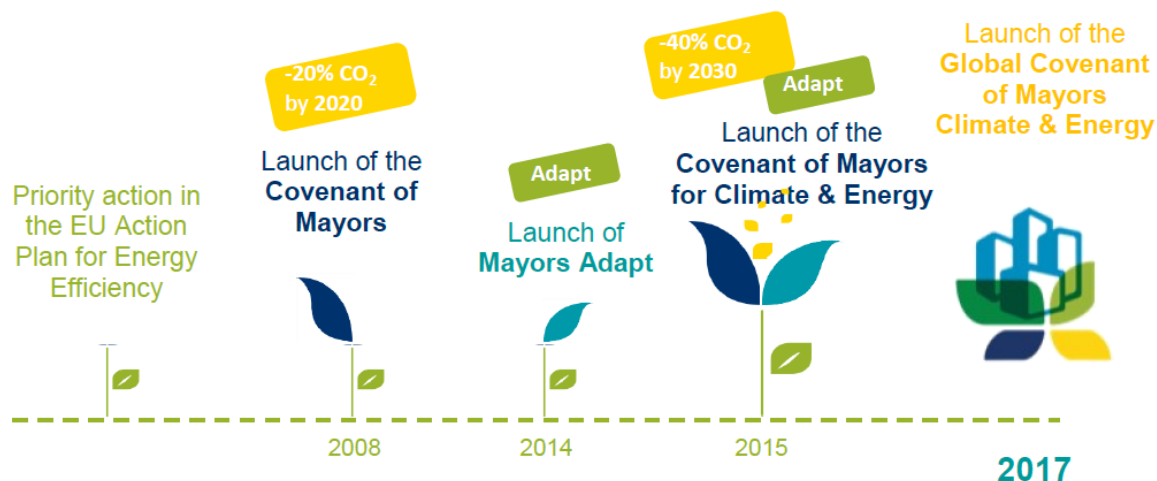 Priority action in
the EU Action
Plan for Energy
Efficiency
-20% CO₂
by 2020
Launch of the
Covenant of
Mayors
2008
Adapt
Launch of
Mayors Adapt
2014
-40% CO₂
by 2030
Adapt
Launch of the
Covenant of Mayors
for Climate & Energy
2015
Launch of the
Global Covenant
of Mayors
Climate & Energy
2017